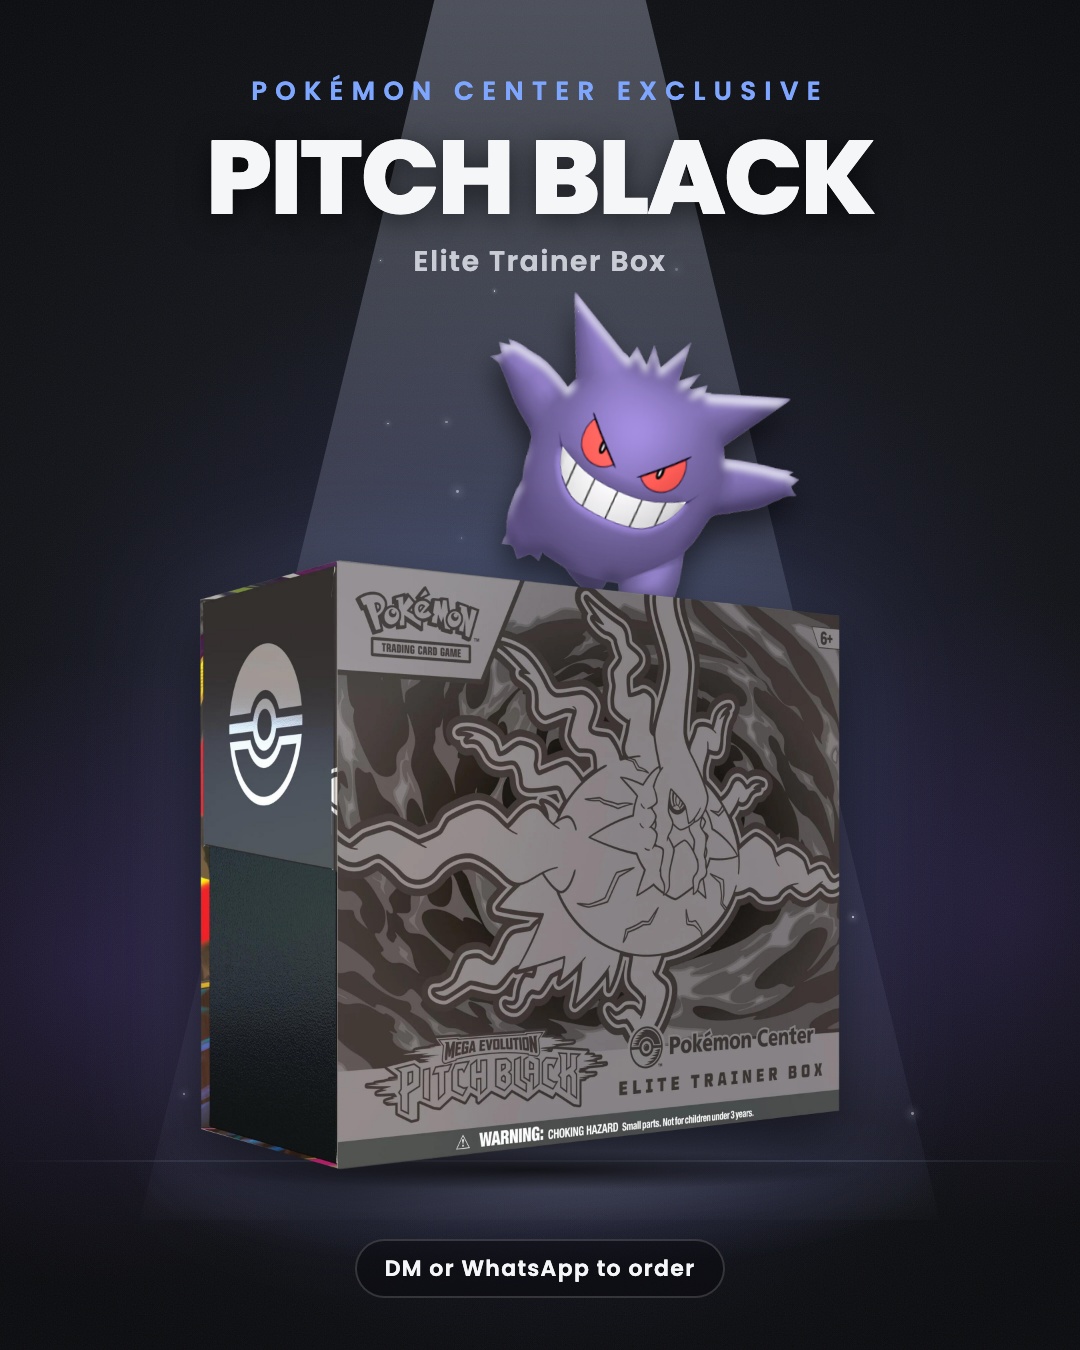 POKÉMON CENTER EXCLUSIVE
PITCH BLACK
Elite Trainer Box
POKéMON
TRADING CARD GAME
6+
MEGA EVOLUTION
PITCH BLACK
Pokémon Center
ELITE TRAINER BOX
WARNING: CHOKING HAZARD Small parts. Not for children under 3 years.
DM or WhatsApp to order